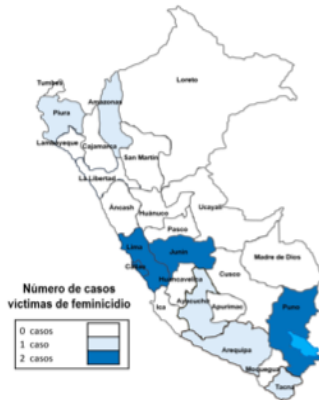 Loreto
Tumbes
Amazonas
Piura
Lambayeque
Cajamarca
San Martín
La Libertad
Áncash
Huánuco
Ucayali
Pasco
Lima
Junín
Madre de Dios
Callao
Huancavelica
Cusco
Ica
Ayacucho
Apurímac
Puno
Arequipa
Moquegua
Tacna
Número de casos
victimas de feminicidio
0 casos
1 caso
2 casos